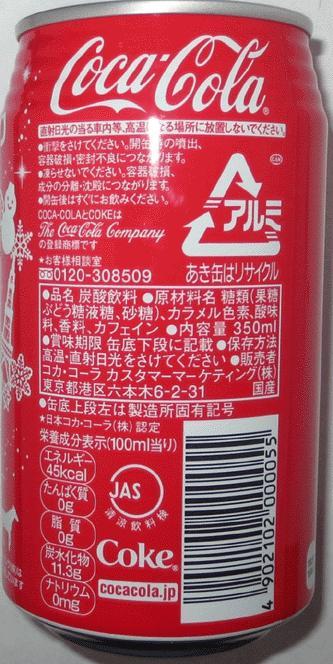 Coca-Cola
直射日光の当る車内等、高温になる場所に放置しないでください。
●衝撃をさけてください。開缶時の噴出、
容器破損・密封不良につながります。
●凍らせないでください。容器破損、
成分の分離・沈殿につながります。
●開缶後はすぐにお飲みください。
COCA-COLAとCOKEは
The Coca-Cola Company
の登録商標です
アルミ
★お客様相談室
0120-308509
あき缶はリサイクル
●品名 炭酸飲料 ●原材料名 糖類(果糖
ぶどう糖液糖、砂糖)、カラメル色素、酸味
料、香料、カフェイン ●内容量 350ml
●賞味期限 缶底下段に記載 ●保存方法
高温・直射日光をさけてください ●販売者
コカ・コーラ カスタマーマーケティング(株)
東京都港区六本木6-2-31 国産
●缶底上段左は製造所固有記号
★日本コカ・コーラ(株) 認定
栄養成分表示(100ml当り)
エネルギー
45kcal
たんぱく質
0g
脂質
0g
炭水化物
11.3g
ナトリウム
0mg
JAS
清涼飲料検
Coke
cocacola.jp
4 902102 000055